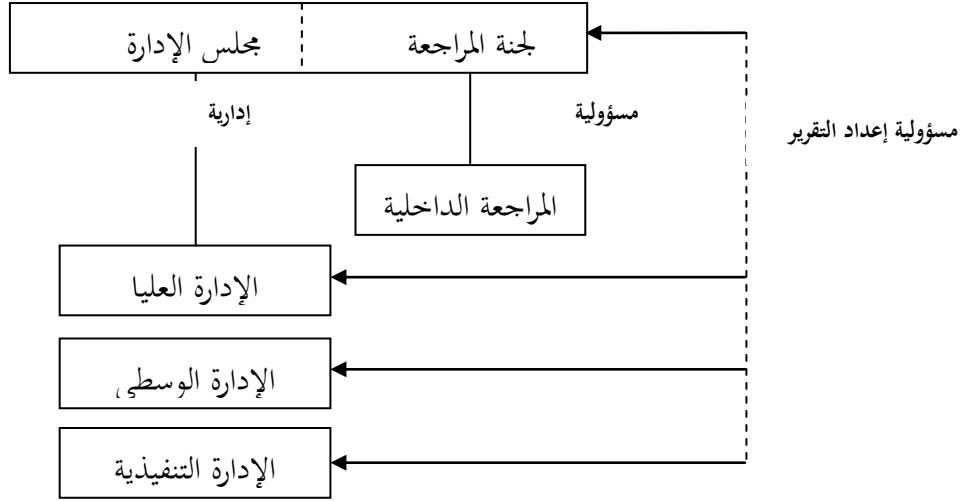 لجنة المراجعة
مجلس الإدارة
مسؤولية إعداد التقرير
مسؤولية
إدارية
المراجعة الداخلية
الإدارة العليا
الإدارة الوسطى
الإدارة التنفيذية